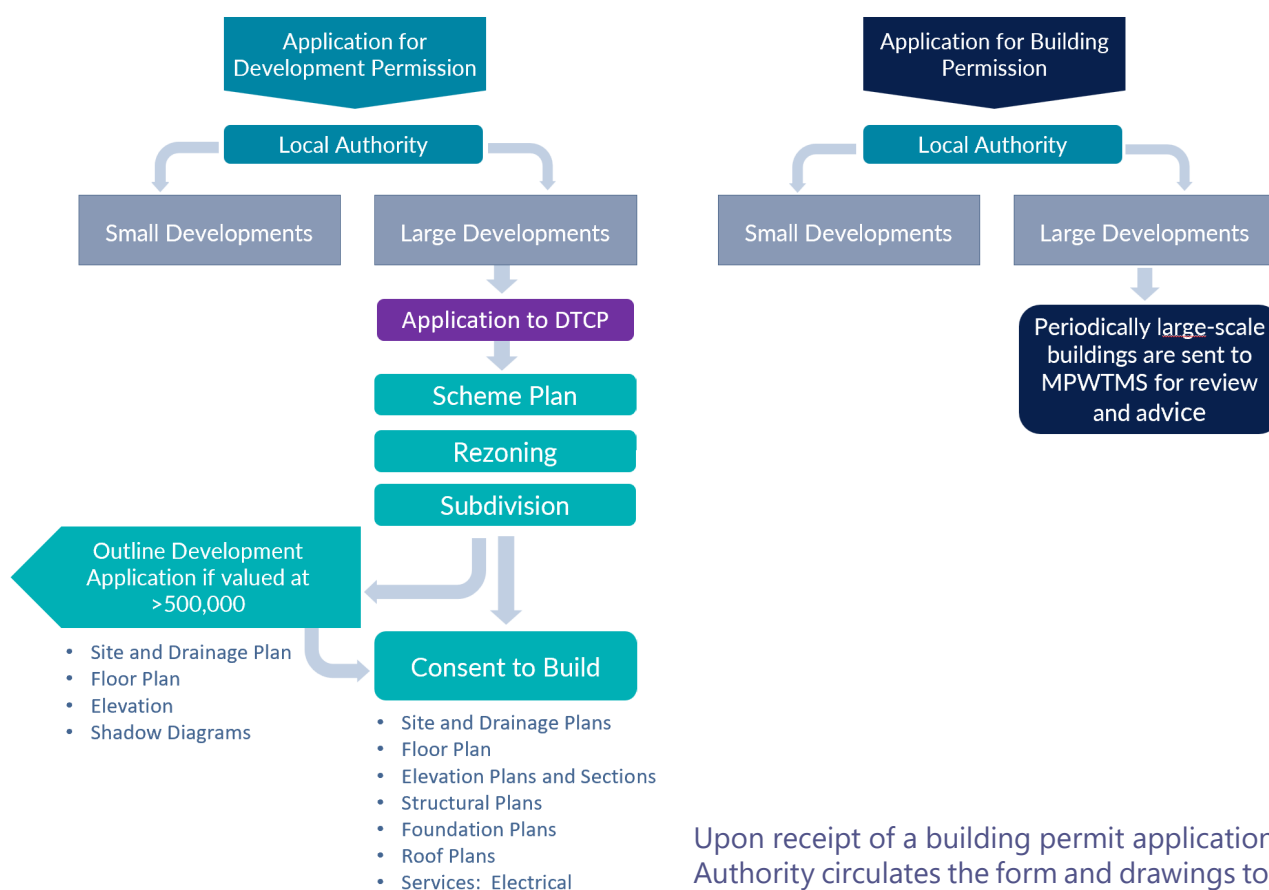 Application for
Development Permission
Local Authority
Small Developments
Large Developments
Application to DTCP
Scheme Plan
Rezoning
Subdivision
Outline Development
Application if valued at
>500,000
• Site and Drainage Plan
• Floor Plan
• Elevation
• Shadow Diagrams
Consent to Build
• Site and Drainage Plans
• Floor Plan
• Elevation Plans and Sections
• Structural Plans
• Foundation Plans
• Roof Plans
• Services: Electrical
Application for Building
Permission
Local Authority
Small Developments
Large Developments
Periodically large-scale
buildings are sent to
MPWTMS for review
and advice
Upon receipt of a building permit application
Authority circulates the form and drawings to